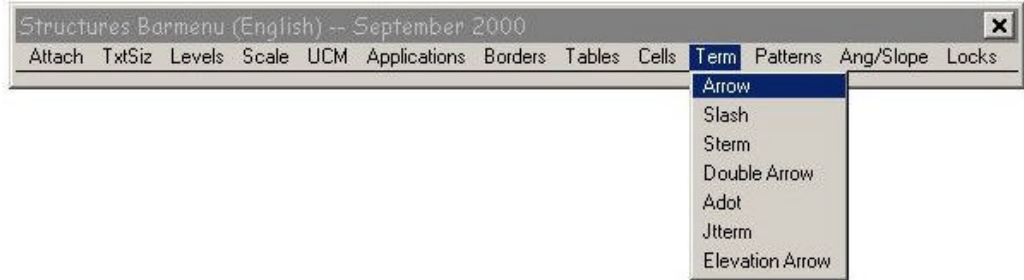 Structures Barmenu (English) -- September 2000
Attach TxtSiz Levels Scale UCM Applications Borders Tables Cells Term Patterns Ang/Slope Locks
Arrow
Slash
Sterm
Double Arrow
Adot
Jtterm
Elevation Arrow